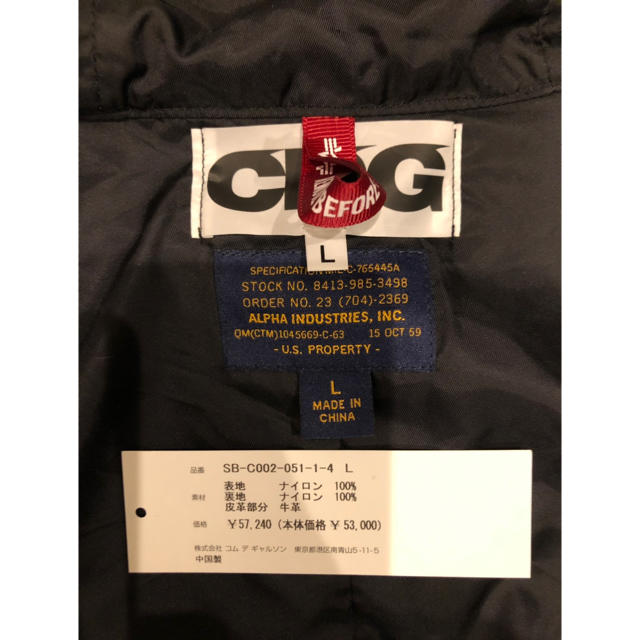 CDG
BEFORE
L
SPECIFICATION MIL-C-765445A
STOCK NO. 8413-985-3498
ORDER NO. 23 (704)-2369
ALPHA INDUSTRIES, INC.
QM(CTM)1045669-C-63 15 OCT 59
- U.S. PROPERTY -
L
MADE IN
CHINA
品番 SB-C002-051-1-4 L
表地 ナイロン 100%
素材 裏地 ナイロン 100%
皮革部分 牛革
価格 ￥57,240 (本体価格 ￥ 53,000)
株式会社 コム デ ギャルソン 東京都港区南青山5-11-5
中国製